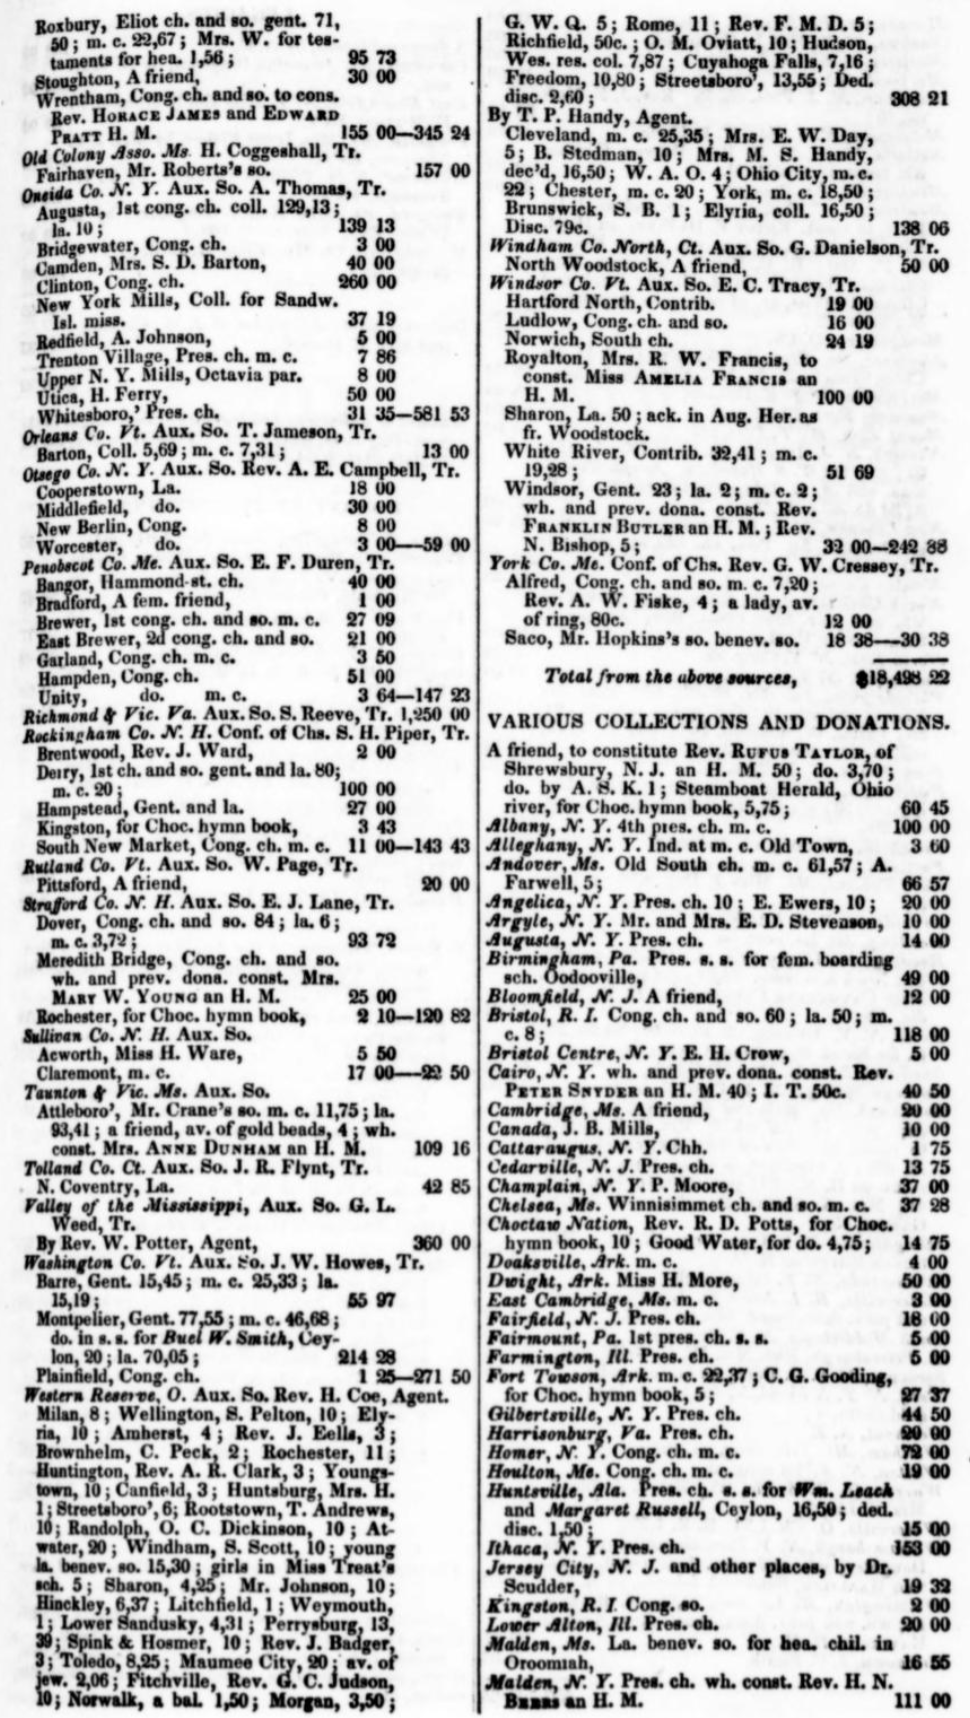 Roxbury, Eliot ch. and so. gent. 71,
50; m. c. 22,67; Mrs. W. for tes-
taments for hea. 1,56; 95 73
Stoughton, A friend, 30 00
Wrentham, Cong. ch. and so. to cons.
Rev. HORACE JAMES and EDWARD
PRATT H. M. 155 00—345 24
Old Colony Asso. Ms. H. Coggeshall, Tr.
Fairhaven, Mr. Roberts's so. 157 00
Oneida Co. N. Y. Aux. So. A. Thomas, Tr.
Augusta, 1st cong. ch. coll. 129,13;
la. 10; 139 13
Bridgewater, Cong. ch. 3 00
Camden, Mrs. S. D. Barton, 40 00
Clinton, Cong. ch. 260 00
New York Mills, Coll. for Sandw.
Isl. miss. 37 19
Redfield, A. Johnson, 5 00
Trenton Village, Pres. ch. m. c. 7 86
Upper N. Y. Mills, Octavia par. 8 00
Utica, H. Ferry, 50 00
Whitesboro,' Pres. ch. 31 35—581 53
Orleans Co. Vt. Aux. So. T. Jameson, Tr.
Barton, Coll. 5,69; m. c. 7,31; 13 00
Otsego Co. N. Y. Aux. So. Rev. A. E. Campbell, Tr.
Cooperstown, La. 18 00
Middlefield, do. 30 00
New Berlin, Cong. 8 00
Worcester, do. 3 00—59 00
Penobscot Co. Me. Aux. So. E. F. Duren, Tr.
Bangor, Hammond-st. ch. 40 00
Bradford, A fem. friend, 1 00
Brewer, 1st cong. ch. and so. m. c. 27 09
East Brewer, 2d cong. ch. and so. 21 00
Garland, Cong. ch. m. c. 3 50
Hampden, Cong. ch. 51 00
Unity, do. m. c. 3 64—147 23
Richmond & Vic. Va. Aux. So. S. Reeve, Tr. 1,250 00
Rockingham Co. N. H. Conf. of Chs. S. H. Piper, Tr.
Brentwood, Rev. J. Ward, 2 00
Derry, 1st ch. and so. gent. and la. 80;
m. c. 20; 100 00
Hampstead, Gent. and la. 27 00
Kingston, for Choc. hymn book, 3 43
South New Market, Cong. ch. m. c. 11 00—143 43
Rutland Co. Vt. Aux. So. W. Page, Tr.
Pittsford, A friend, 20 00
Strafford Co. N. H. Aux. So. E. J. Lane, Tr.
Dover, Cong. ch. and so. 84; la. 6;
m. c. 3,72; 93 72
Meredith Bridge, Cong. ch. and so.
wh. and prev. dona. const. Mrs.
MARY W. YOUNG an H. M. 25 00
Rochester, for Choc. hymn book, 2 10—120 82
Sullivan Co. N. H. Aux. So.
Acworth, Miss H. Ware, 5 50
Claremont, m. c. 17 00—22 50
Taunton & Vic. Ms. Aux. So.
Attleboro', Mr. Crane's so. m. c. 11,75; la.
93,41; a friend, av. of gold beads, 4; wh.
const. Mrs. ANNE DUNHAM an H. M. 109 16
Tolland Co. Ct. Aux. So. J. R. Flynt, Tr.
N. Coventry, La. 42 85
Valley of the Mississippi, Aux. So. G. L.
Weed, Tr.
By Rev. W. Potter, Agent, 360 00
Washington Co. Vt. Aux. So. J. W. Howes, Tr.
Barre, Gent. 15,45; m. c. 25,33; la.
15,19; 55 97
Montpelier, Gent. 77,55; m. c. 46,68;
do. in s. s. for Buel W. Smith, Cey-
lon, 20; la. 70,05; 214 28
Plainfield, Cong. ch. 1 25—271 50
Western Reserve, O. Aux. So. Rev. H. Coe, Agent.
Milan, 8; Wellington, S. Pelton, 10; Ely-
ria, 10; Amherst, 4; Rev. J. Eells, 3;
Brownhelm, C. Peck, 2; Rochester, 11;
Huntington, Rev. A. R. Clark, 3; Youngs-
town, 10; Canfield, 3; Huntsburg, Mrs. H.
1; Streetsboro', 6; Rootstown, T. Andrews,
10; Randolph, O. C. Dickinson, 10; At-
water, 20; Windham, S. Scott, 10; young
la. benev. so. 15,30; girls in Miss Treat's
sch. 5; Sharon, 4,25; Mr. Johnson, 10;
Hinckley, 6,37; Litchfield, 1; Weymouth,
1; Lower Sandusky, 4,31; Perrysburg, 13,
39; Spink & Hosmer, 10; Rev. J. Badger,
3; Toledo, 8,25; Maumee City, 20; av. of
jew. 2,06; Fitchville, Rev. G. C. Judson,
10; Norwalk, a bal. 1,50; Morgan, 3,50;
G. W. Q. 5; Rome, 11; Rev. F. M. D. 5;
Richfield, 50c.; O. M. Oviatt, 10; Hudson,
Wes. res. col. 7,87; Cuyahoga Falls, 7,16;
Freedom, 10,80; Streetsboro', 13,55; Ded.
disc. 2,60; 308 21
By T. P. Handy, Agent.
Cleveland, m. c. 25,35; Mrs. E. W. Day,
5; B. Stedman, 10; Mrs. M. S. Handy,
dec'd, 16,50; W. A. O. 4; Ohio City, m. c.
22; Chester, m. c. 20; York, m. c. 18,50;
Brunswick, S. B. 1; Elyria, coll. 16,50;
Disc. 79c. 138 06
Windham Co. North, Ct. Aux. So. G. Danielson, Tr.
North Woodstock, A friend, 50 00
Windsor Co. Vt. Aux. So. E. C. Tracy, Tr.
Hartford North, Contrib. 19 00
Ludlow, Cong. ch. and so. 16 00
Norwich, South ch. 24 19
Royalton, Mrs. R. W. Francis, to
const. Miss AMELIA FRANCIS an
H. M. 100 00
Sharon, La. 50; ack. in Aug. Her. as
fr. Woodstock.
White River, Contrib. 32,41; m. c.
19,28; 51 69
Windsor, Gent. 23; la. 2; m. c. 2;
wh. and prev. dona. const. Rev.
FRANKLIN BUTLER an H. M.; Rev.
N. Bishop, 5; 32 00—242 88
York Co. Me. Conf. of Chs. Rev. G. W. Cressey, Tr.
Alfred, Cong. ch. and so. m. c. 7,20;
Rev. A. W. Fiske, 4; a lady, av.
of ring, 80c. 12 00
Saco, Mr. Hopkins's so. benev. so. 18 38—30 38
Total from the above sources, $18,498 22
VARIOUS COLLECTIONS AND DONATIONS.
A friend, to constitute Rev. RUFUS TAYLOR, of
Shrewsbury, N. J. an H. M. 50; do. 3,70;
do. by A. S. K. 1; Steamboat Herald, Ohio
river, for Choc. hymn book, 5,75; 60 45
Albany, N. Y. 4th pres. ch. m. c. 100 00
Alleghany, N. Y. Ind. at m. c. Old Town, 3 60
Andover, Ms. Old South ch. m. c. 61,57; A.
Farwell, 5; 66 57
Angelica, N. Y. Pres. ch. 10; E. Ewers, 10; 20 00
Argyle, N. Y. Mr. and Mrs. E. D. Stevenson, 10 00
Augusta, N. Y. Pres. ch. 14 00
Birmingham, Pa. Pres. s. s. for fem. boarding
sch. Oodooville, 49 00
Bloomfield, N. J. A friend, 12 00
Bristol, R. I. Cong. ch. and so. 60; la. 50; m.
c. 8; 118 00
Bristol Centre, N. Y. E. H. Crow, 5 00
Cairo, N. Y. wh. and prev. dona. const. Rev.
PETER SNYDER an H. M. 40; I. T. 50c. 40 50
Cambridge, Ms. A friend, 20 00
Canada, J. B. Mills, 10 00
Cattaraugus, N. Y. Chh. 1 75
Cedarville, N. J. Pres. ch. 13 75
Champlain, N. Y. P. Moore, 37 00
Chelsea, Ms. Winnisimmet ch. and so. m. c. 37 28
Choctaw Nation, Rev. R. D. Potts, for Choc.
hymn book, 10; Good Water, for do. 4,75; 14 75
Doaksville, Ark. m. c. 4 00
Dwight, Ark. Miss H. More, 50 00
East Cambridge, Ms. m. c. 3 00
Fairfield, N. J. Pres. ch. 18 00
Fairmount, Pa. 1st pres. ch. s. s. 5 00
Farmington, Ill. Pres. ch. 5 00
Fort Towson, Ark. m. c. 22,37; C. G. Gooding,
for Choc. hymn book, 5; 27 37
Gilbertsville, N. Y. Pres. ch. 44 50
Harrisonburg, Va. Pres. ch. 20 00
Homer, N. Y. Cong. ch. m. c. 72 00
Houlton, Me. Cong. ch. m. c. 19 00
Huntsville, Ala. Pres. ch. s. s. for Wm. Leach
and Margaret Russell, Ceylon, 16,50; ded.
disc. 1,50; 15 00
Ithaca, N. Y. Pres. ch. 153 00
Jersey City, N. J. and other places, by Dr.
Scudder, 19 32
Kingston, R. I. Cong. so. 2 00
Lower Alton, Ill. Pres. ch. 20 00
Malden, Ms. La. benev. so. for hea. chil. in
Oroomiah, 16 55
Malden, N. Y. Pres. ch. wh. const. Rev. H. N.
BEERS an H. M. 111 00